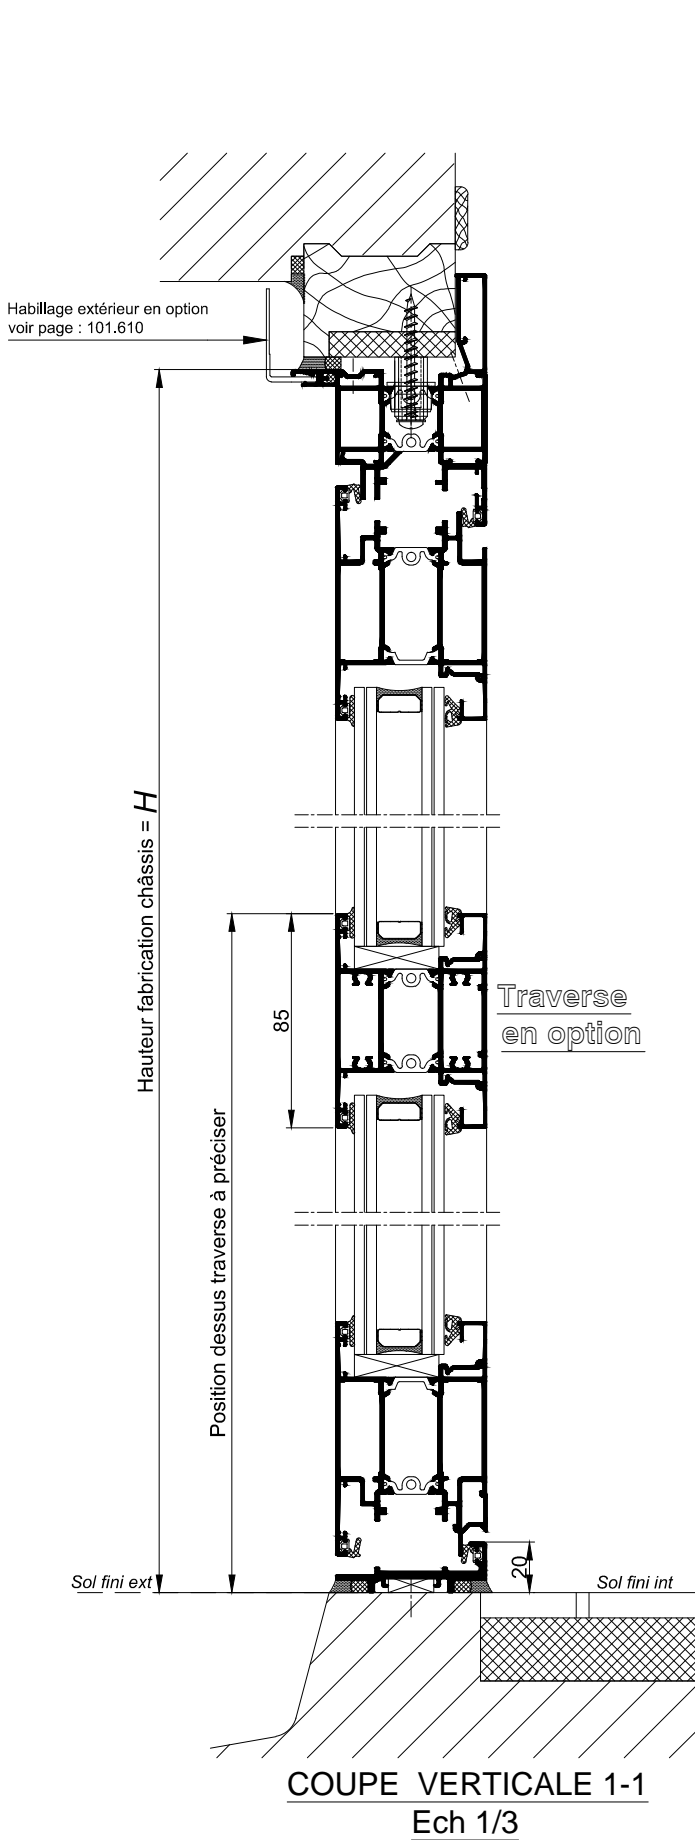 Habillage extérieur en option
voir page : 101.610
Hauteur fabrication châssis = H
Position dessus traverse à préciser
85
Traverse
en option
20
Sol fini ext
Sol fini int
COUPE VERTICALE 1-1
Ech 1/3